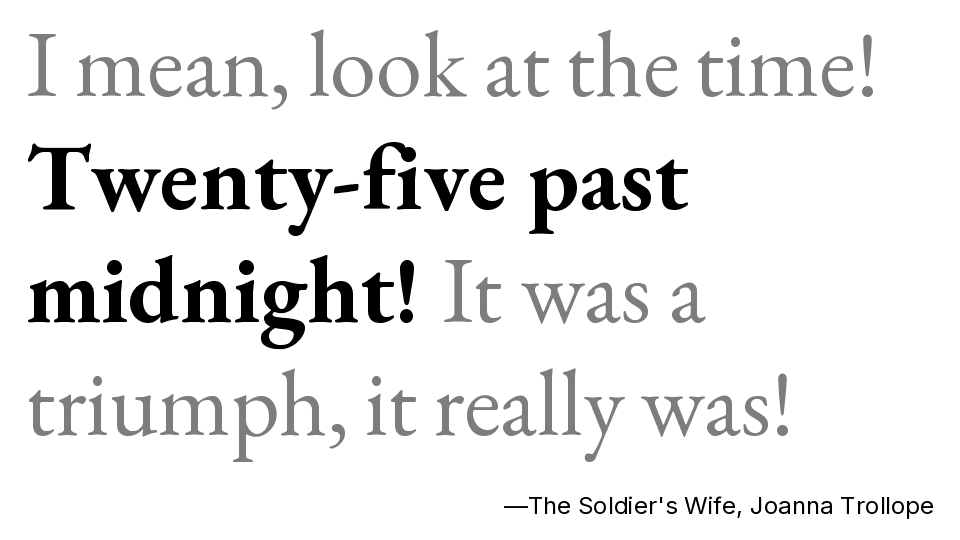 I mean, look at the time!
Twenty-five past
midnight! It was a
triumph, it really was!
—The Soldier's Wife, Joanna Trollope